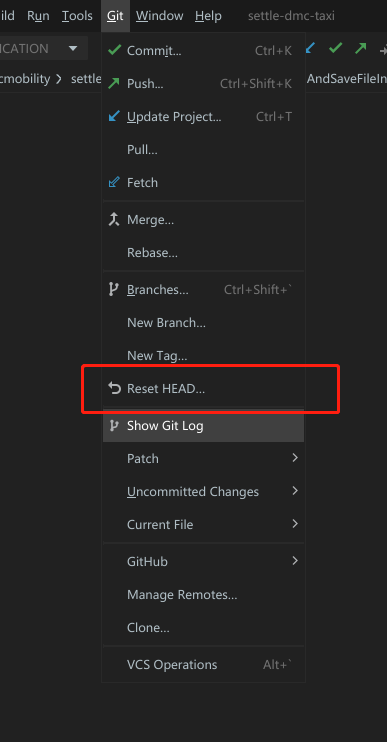 ild Run Tools Git Window Help settle-dmc-taxi
ICATION
Commit... Ctrl+K
cmobility settle AndSaveFileIn
Push... Ctrl+Shift+K
Update Project... Ctrl+T
Pull...
Fetch
Merge...
Rebase...
Branches... Ctrl+Shift+`
New Branch...
New Tag...
Reset HEAD...
Show Git Log
Patch
Uncommitted Changes
Current File
GitHub
Manage Remotes...
Clone...
VCS Operations Alt+`